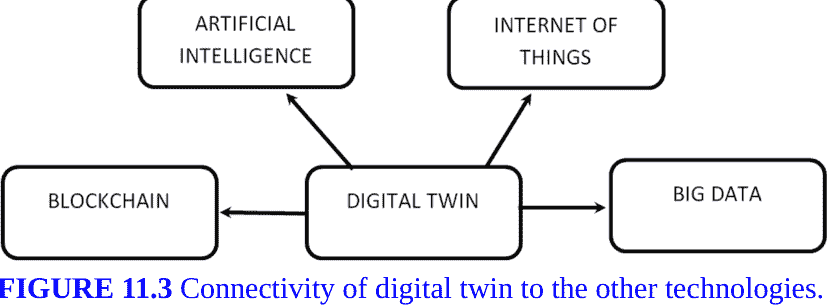 ARTIFICIAL
INTELLIGENCE
INTERNET OF
THINGS
BLOCKCHAIN
DIGITAL TWIN
BIG DATA
FIGURE 11.3 Connectivity of digital twin to the other technologies.